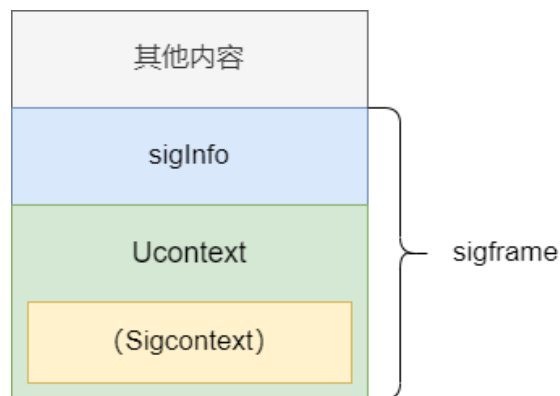 其他内容
sigInfo
Ucontext
sigframe
(Sigcontext)